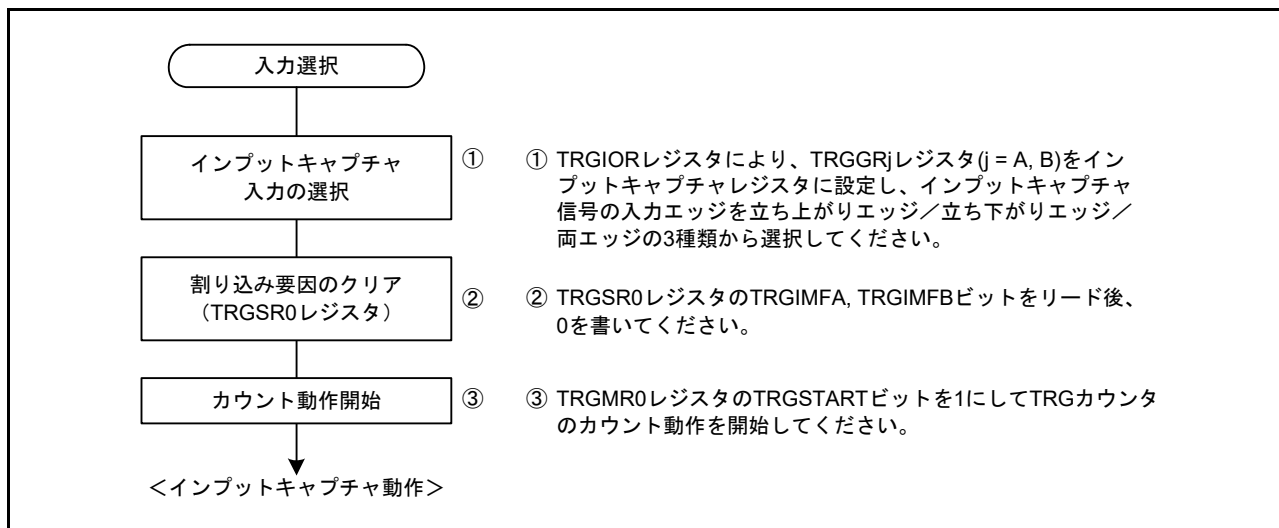 入力選択
インプットキャプチャ
入力の選択
①
① TRGIORレジスタにより、TRGGRjレジスタ(j = A, B)をイン
プットキャプチャレジスタに設定し、インプットキャプチャ
信号の入力エッジを立ち上がりエッジ／立ち下がりエッジ／
両エッジの3種類から選択してください。
割り込み要因のクリア
（TRGSR0レジスタ）
②
② TRGSR0レジスタのTRGIMFA, TRGIMFBビットをリード後、
0を書いてください。
カウント動作開始
③
③ TRGMR0レジスタのTRGSTARTビットを1にしてTRGカウンタ
のカウント動作を開始してください。
＜インプットキャプチャ動作＞